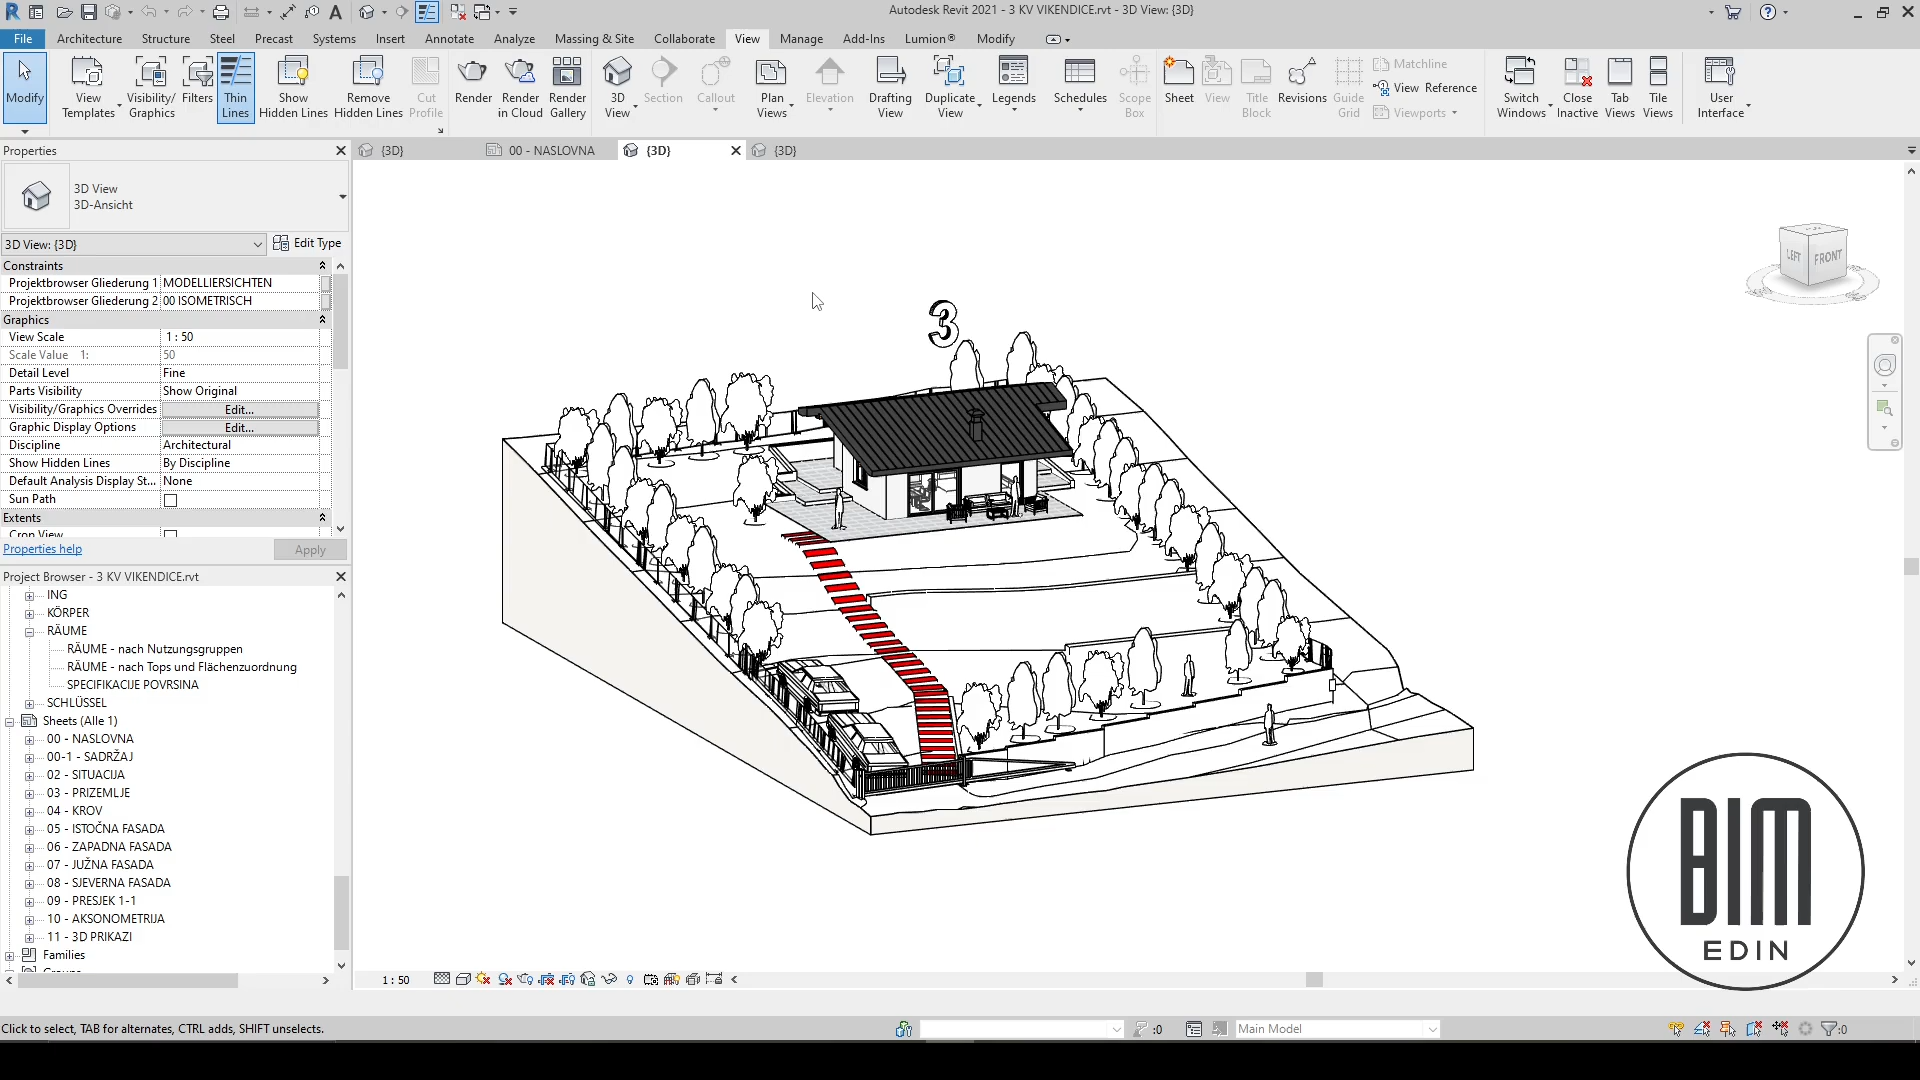 Autodesk Revit 2021 - 3 KV VIKENDICE.rvt - 3D View: {3D}
File Architecture Structure Steel Precast Systems Insert Annotate Analyze Massing & Site Collaborate View Manage Add-Ins Lumion® Modify
Modify
View Templates
Visibility/ Graphics
Filters
Thin Lines
Show Hidden Lines
Remove Hidden Lines
Cut Profile
Render
Render in Cloud
Render Gallery
3D View
Section
Callout
Plan Views
Elevation
Drafting View
Duplicate View
Legends
Schedules
Scope Box
Sheet
View
Title Block
Revisions
Guide Grid
Matchline
View Reference
Viewports
Switch Windows
Close Inactive
Tab Views
Tile Views
User Interface
Properties
{3D}
00 - NASLOVNA
{3D}
{3D}
3D View
3D-Ansicht
3D View: {3D}
Edit Type
Constraints
Projektbrowser Gliederung 1 MODELLIERSICHTEN
Projektbrowser Gliederung 2 00 ISOMETRISCH
Graphics
View Scale 1 : 50
Scale Value 1: 50
Detail Level Fine
Parts Visibility Show Original
Visibility/Graphics Overrides Edit...
Graphic Display Options Edit...
Discipline Architectural
Show Hidden Lines By Discipline
Default Analysis Display St... None
Sun Path
Extents
Crop View
Properties help
Apply
Project Browser - 3 KV VIKENDICE.rvt
ING
KÖRPER
RÄUME
RÄUME - nach Nutzungsgruppen
RÄUME - nach Tops und Flächenzuordnung
SPECIFIKACIJE POVRSINA
SCHLÜSSEL
Sheets (Alle 1)
00 - NASLOVNA
00-1 - SADRŽAJ
02 - SITUACIJA
03 - PRIZEMLJE
04 - KROV
05 - ISTOČNA FASADA
06 - ZAPADNA FASADA
07 - JUŽNA FASADA
08 - SJEVERNA FASADA
09 - PRESJEK 1-1
10 - AKSONOMETRIJA
11 - 3D PRIKAZI
Families
3
LEFT
FRONT
BIM
EDIN
1 : 50
Click to select, TAB for alternates, CTRL adds, SHIFT unselects.
:0
Main Model
:0